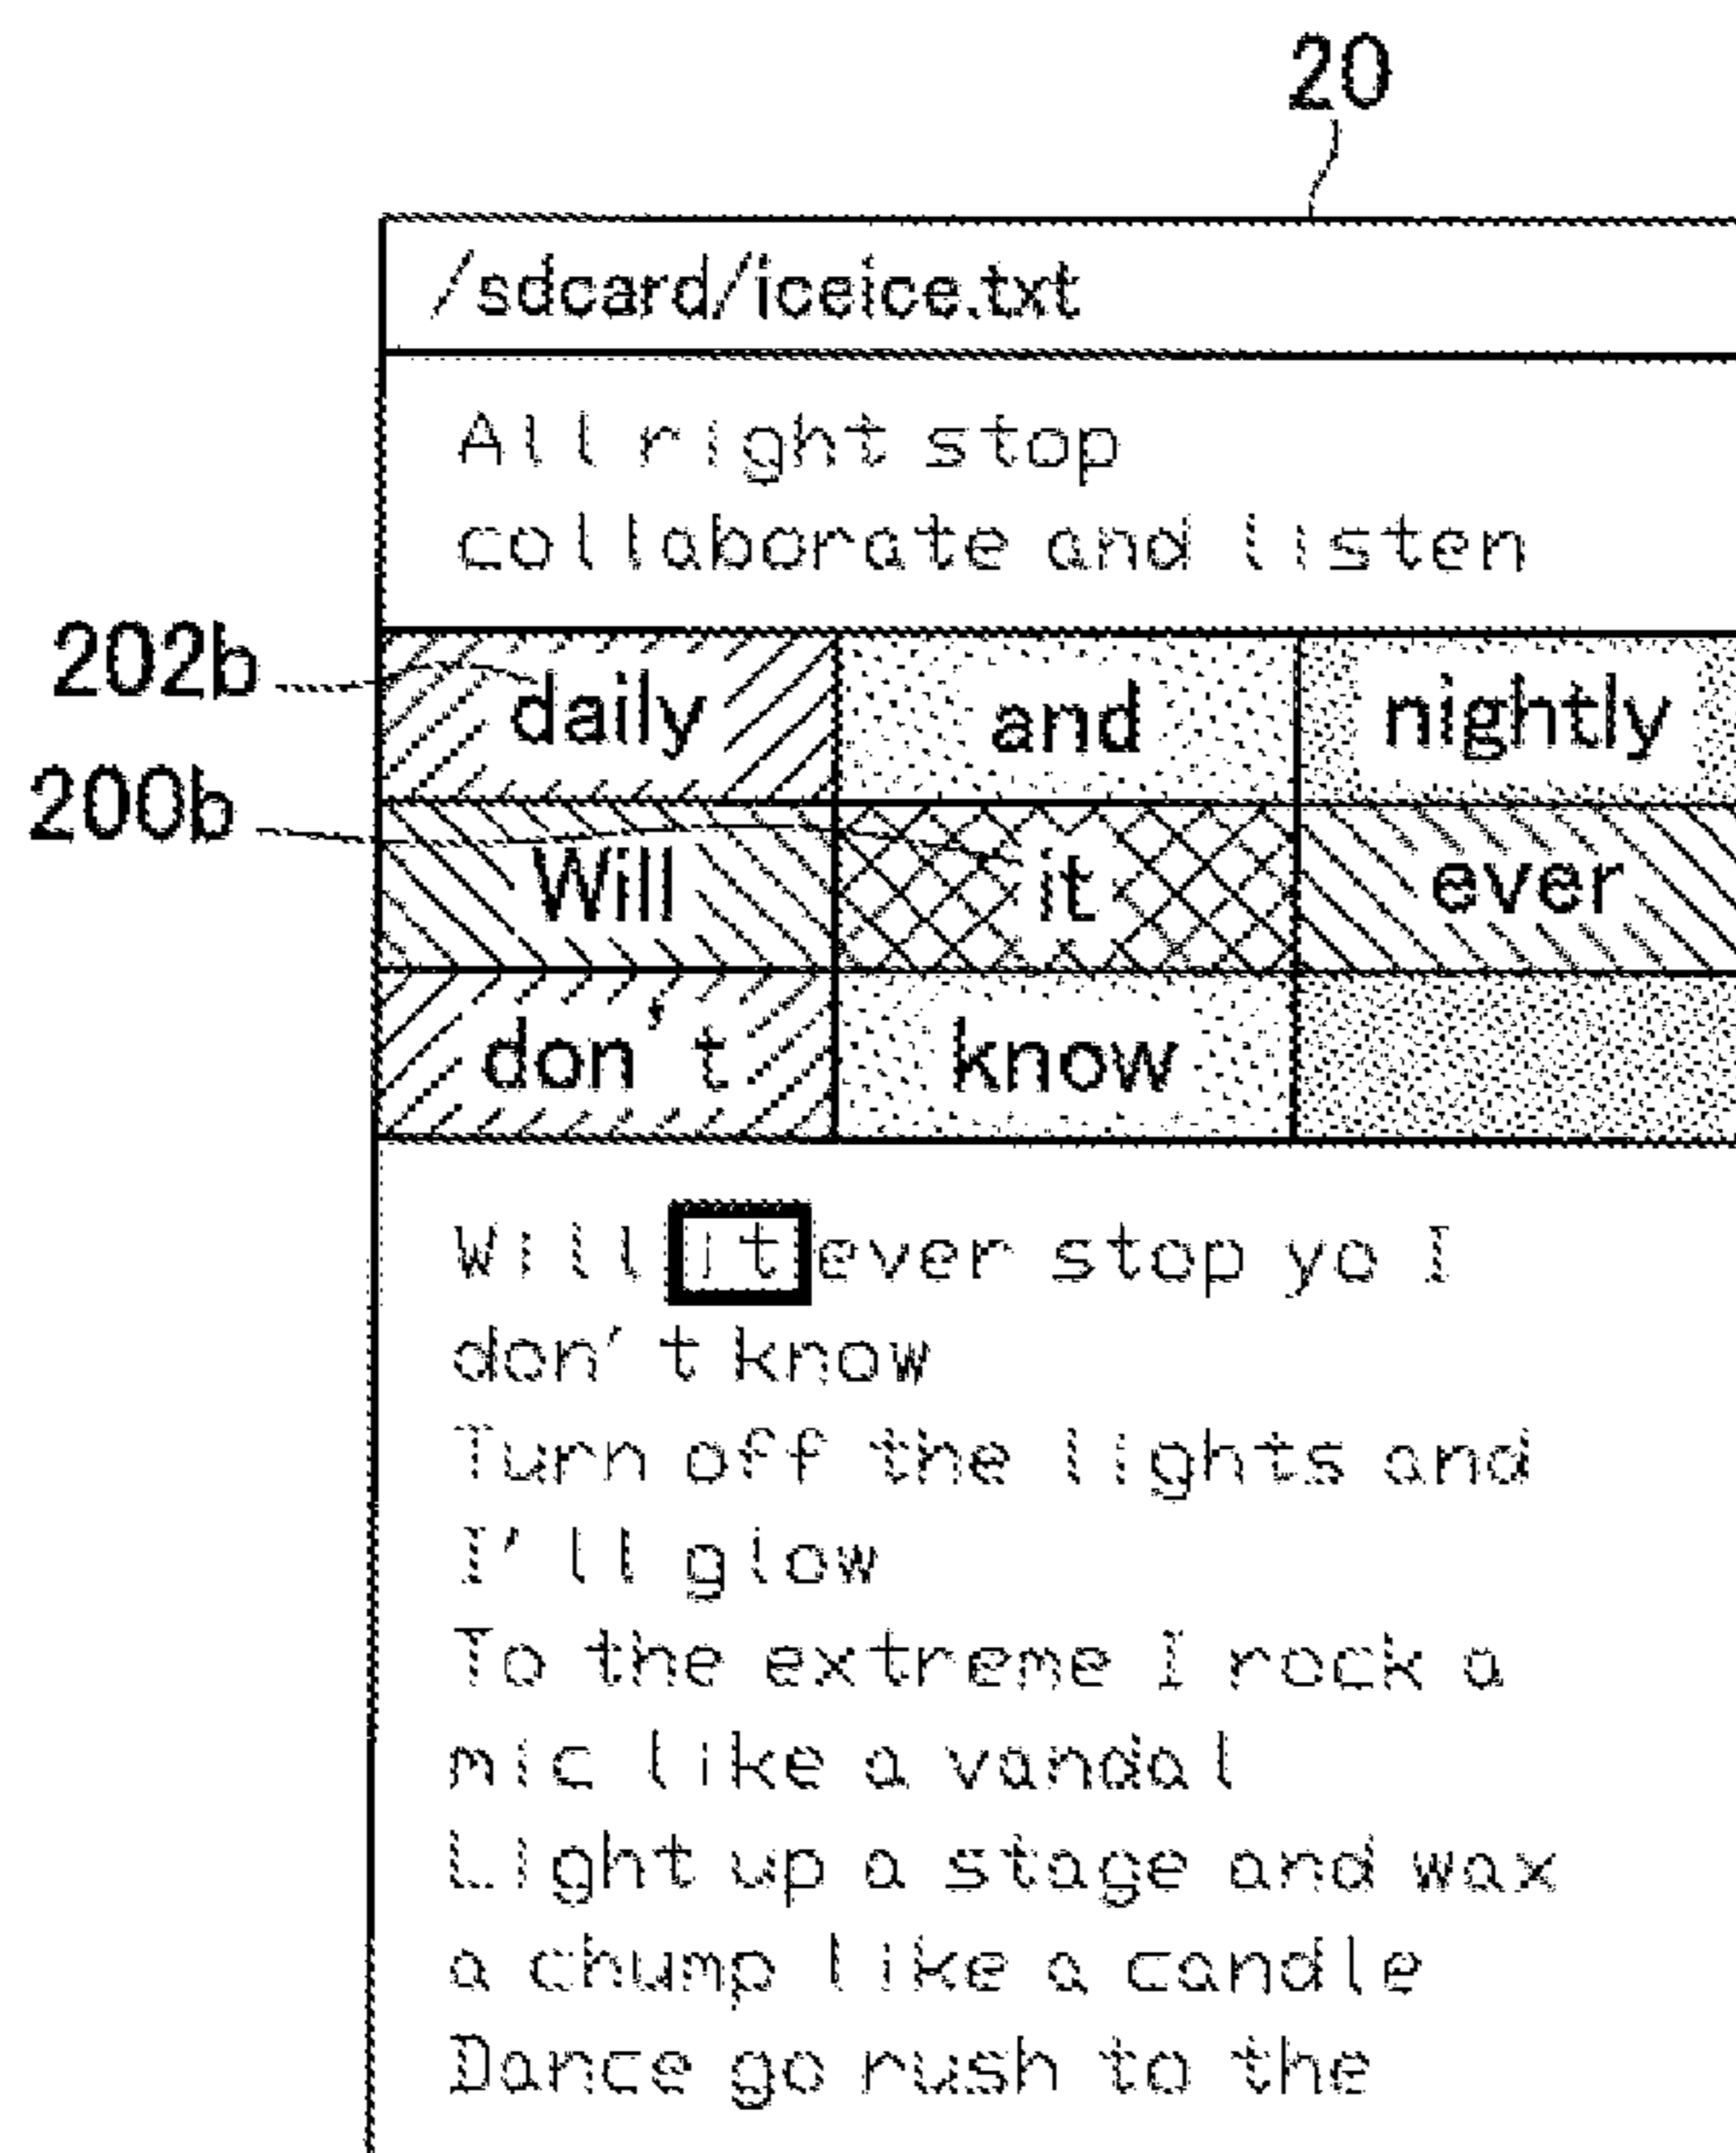 20
/sdcard/iceice.txt
All right stop
collaborate and listen
202b
daily and nightly
200b
Will it ever
don't know
Will it ever stop yo I
don't know
Turn off the lights and
I'll glow
To the extreme I rock a
mic like a vandal
Light up a stage and wax
a chump like a candle
Dance go rush to the